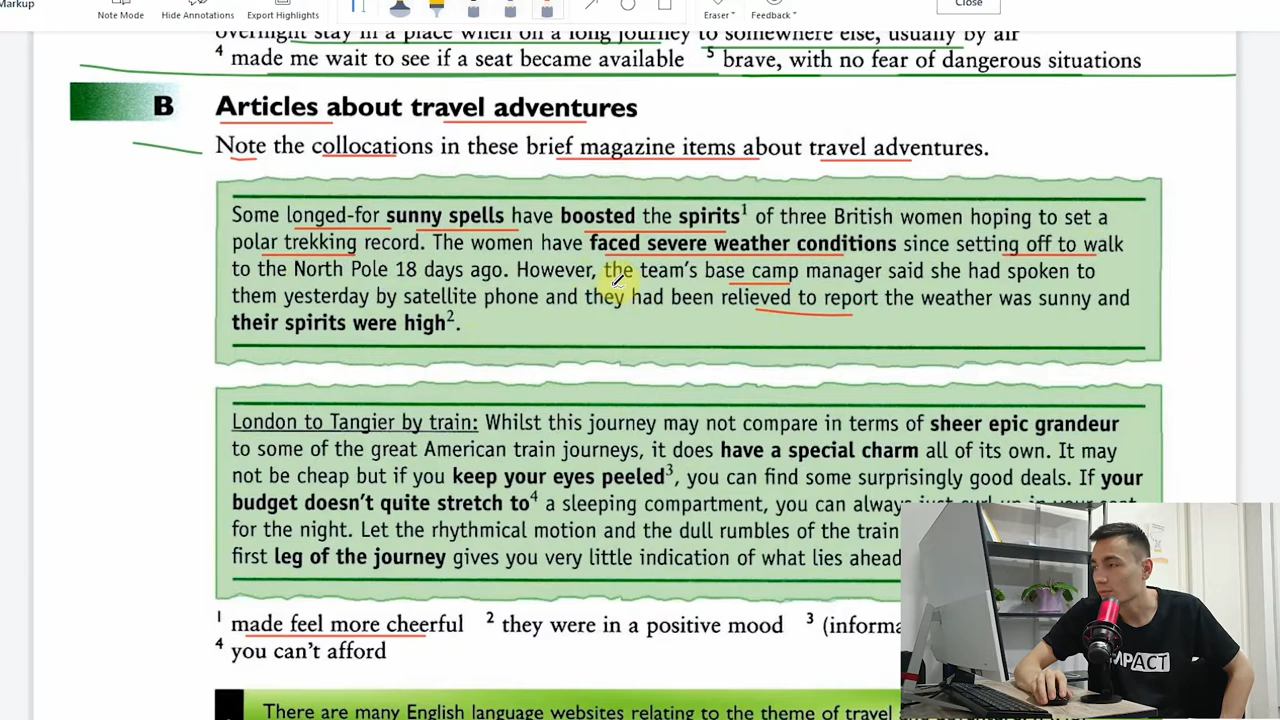 Markup
Note Mode
Hide Annotations
Export Highlights
Eraser
Feedback
Close
overnight stay in a place when on a long journey to somewhere else, usually by air
4 made me wait to see if a seat became available 5 brave, with no fear of dangerous situations
B Articles about travel adventures
Note the collocations in these brief magazine items about travel adventures.
Some longed-for sunny spells have boosted the spirits1 of three British women hoping to set a
polar trekking record. The women have faced severe weather conditions since setting off to walk
to the North Pole 18 days ago. However, the team's base camp manager said she had spoken to
them yesterday by satellite phone and they had been relieved to report the weather was sunny and
their spirits were high2.
London to Tangier by train: Whilst this journey may not compare in terms of sheer epic grandeur
to some of the great American train journeys, it does have a special charm all of its own. It may
not be cheap but if you keep your eyes peeled3, you can find some surprisingly good deals. If your
budget doesn't quite stretch to4 a sleeping compartment, you can always just curl up in your seat
for the night. Let the rhythmical motion and the dull rumbles of the train
first leg of the journey gives you very little indication of what lies ahead
1 made feel more cheerful 2 they were in a positive mood 3
4 you can't afford
There are many English language websites relating to the theme of travel
IMPACT